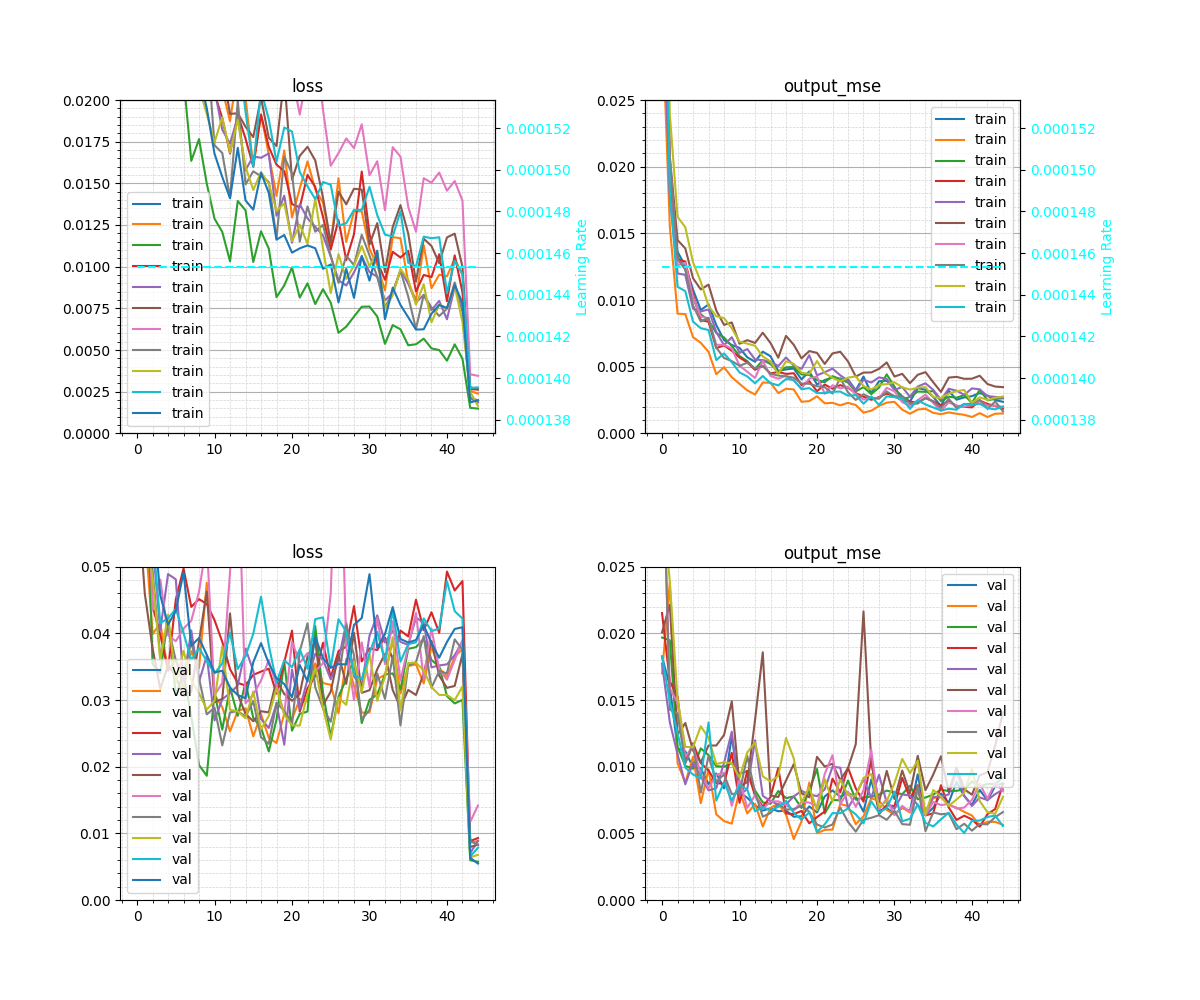 loss
0.0200
0.0175
0.0150
0.0125
0.0100
0.0075
0.0050
0.0025
0.0000
train
train
train
train
train
train
train
train
train
train
train
0
10
20
30
40
0.000152
0.000150
0.000148
0.000146
0.000144
0.000142
0.000140
0.000138
Learning Rate
output_mse
0.025
0.020
0.015
0.010
0.005
0.000
train
train
train
train
train
train
train
train
train
train
0
10
20
30
40
0.000152
0.000150
0.000148
0.000146
0.000144
0.000142
0.000140
0.000138
Learning Rate
loss
0.05
0.04
0.03
0.02
0.01
0.00
val
val
val
val
val
val
val
val
val
val
val
0
10
20
30
40
output_mse
0.025
0.020
0.015
0.010
0.005
0.000
val
val
val
val
val
val
val
val
val
val
0
10
20
30
40